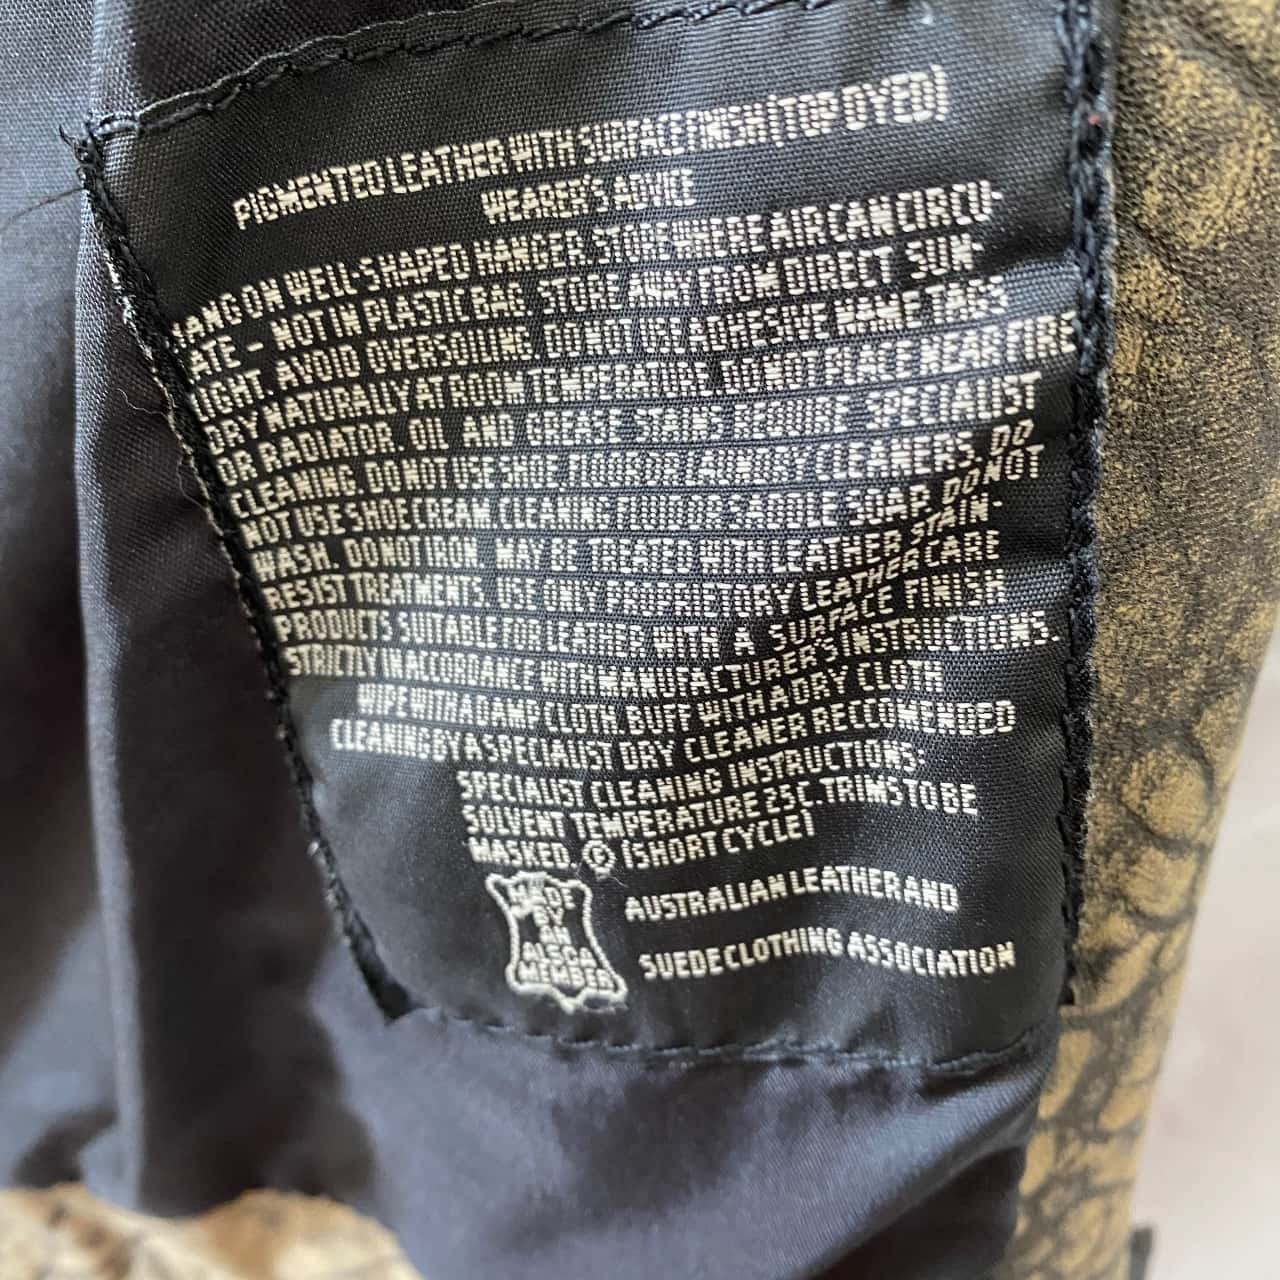 PIGMENTED LEATHER WITH SURFACE FINISH (TOP DYED)
WEARER'S ADVICE
HANG ON WELL-SHAPED HANGER. STORE WHERE AIR CAN CIRCU-
LATE - NOT IN PLASTIC BAG. STORE AWAY FROM DIRECT SUN-
LIGHT. AVOID OVERSOILING. DO NOT USE ADHESIVE NAME TAGS
DRY NATURALLY AT ROOM TEMPERATURE. DO NOT PLACE NEAR FIRE
OR RADIATOR. OIL AND GREASE STAINS REQUIRE SPECIALIST
CLEANING. DO NOT USE SHOE FLUIDS OR LAUNDRY CLEANERS. DO
NOT USE SHOE CREAM CLEANING FLUID OR SADDLE SOAP. DO NOT
WASH. DO NOT IRON. MAY BE TREATED WITH LEATHER STAIN-
RESIST TREATMENTS. USE ONLY PROPRIETORY LEATHERCARE
PRODUCTS SUITABLE FOR LEATHER WITH A SURFACE FINISH
STRICTLY IN ACCORDANCE WITH MANUFACTURER'S INSTRUCTIONS.
WIPE WITH A DAMP CLOTH BUFF WITH A DRY CLOTH
CLEANING BY A SPECIALIST DRY CLEANER RECCOMENDED
SPECIALIST CLEANING INSTRUCTIONS:
SOLVENT TEMPERATURE 25C. TRIMS TO BE
MASKED. (SHORT CYCLE)
MADE
BY
AN
ALSCA
MEMBER
AUSTRALIAN LEATHER AND
SUEDE CLOTHING ASSOCIATION